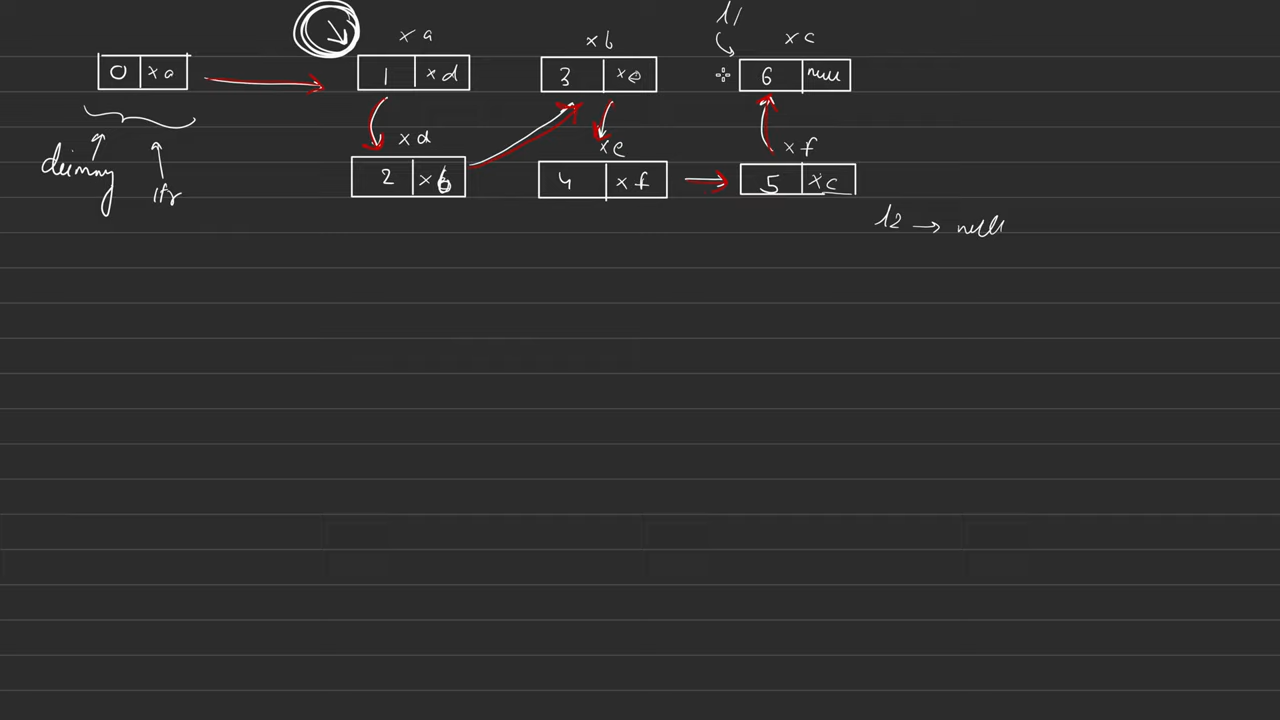 l1
xa xb xc
0 xa 1 xd 3 xe 6 null
xd xe xf
dummy itr 2 xb 4 xf 5 xc
l2 → null